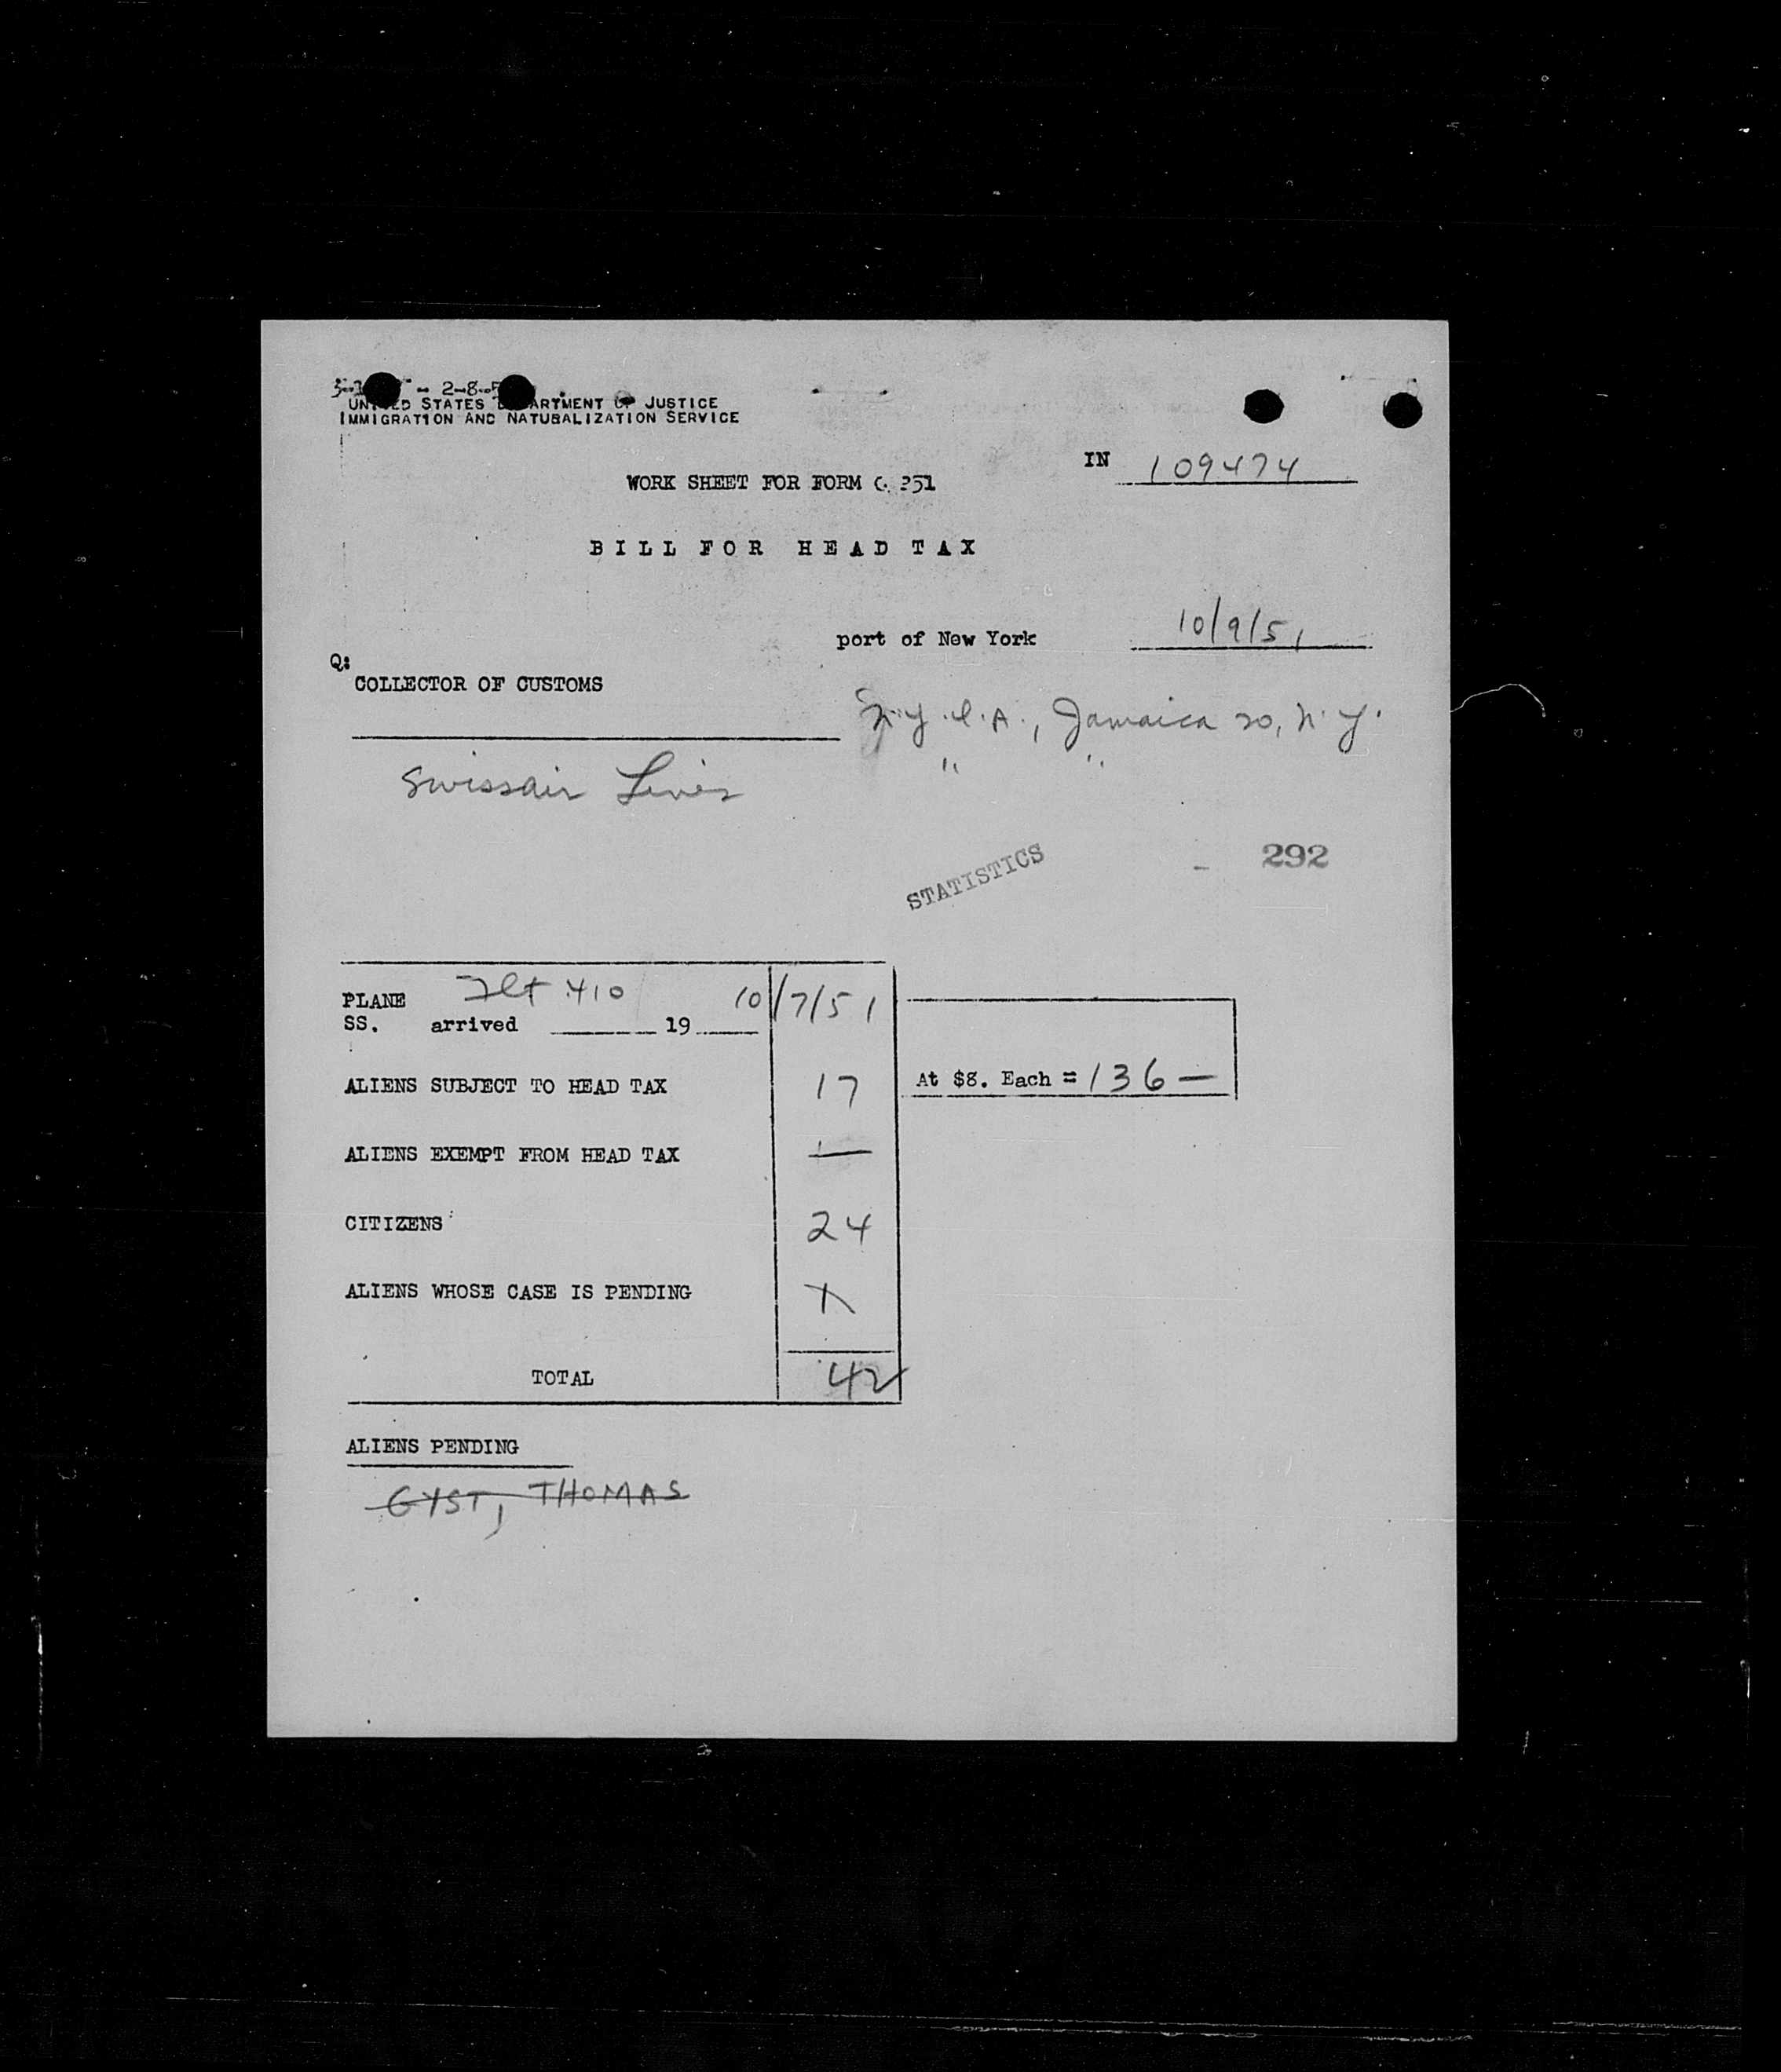 2-8-5
UNITED STATES DEPARTMENT OF JUSTICE
IMMIGRATION AND NATURALIZATION SERVICE
IN 109474
WORK SHEET FOR FORM 251
BILL FOR HEAD TAX
port of New York 10/9/51
Q:
COLLECTOR OF CUSTOMS
N.Y.I.A., Jamaica 20, N.Y.
" "
Swissair Lines
292
STATISTICS
PLANE Flt 410 10/7/51
SS. arrived 19
ALIENS SUBJECT TO HEAD TAX 17 At $8. Each = 136 —
ALIENS EXEMPT FROM HEAD TAX —
CITIZENS 24
ALIENS WHOSE CASE IS PENDING
TOTAL 42
ALIENS PENDING
GYST, THOMAS